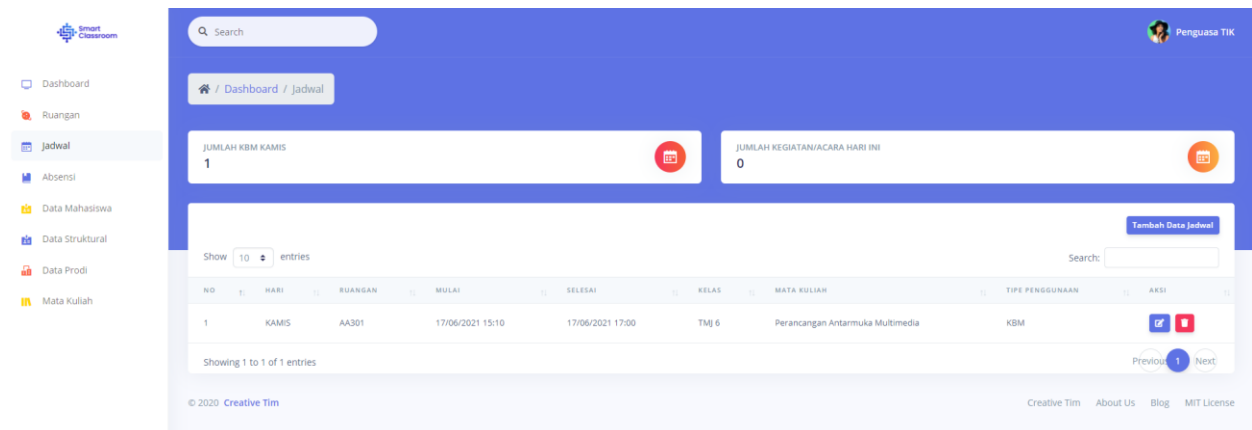 Smart
Classroom
Search
Penguasa TIK
Dashboard
Ruangan
Jadwal
Absensi
Data Mahasiswa
Data Struktural
Data Prodi
Mata Kuliah
/ Dashboard / Jadwal
JUMLAH KBM KAMIS
1
JUMLAH KEGIATAN/ACARA HARI INI
0
Tambah Data Jadwal
Show 10 entries
Search:
NO HARI RUANGAN MULAI SELESAI KELAS MATA KULIAH TIPE PENGGUNAAN AKSI
1 KAMIS AA301 17/06/2021 15:10 17/06/2021 17:00 TMJ 6 Perancangan Antarmuka Multimedia KBM
Showing 1 to 1 of 1 entries
Previous 1 Next
© 2020 Creative Tim
Creative Tim About Us Blog MIT License